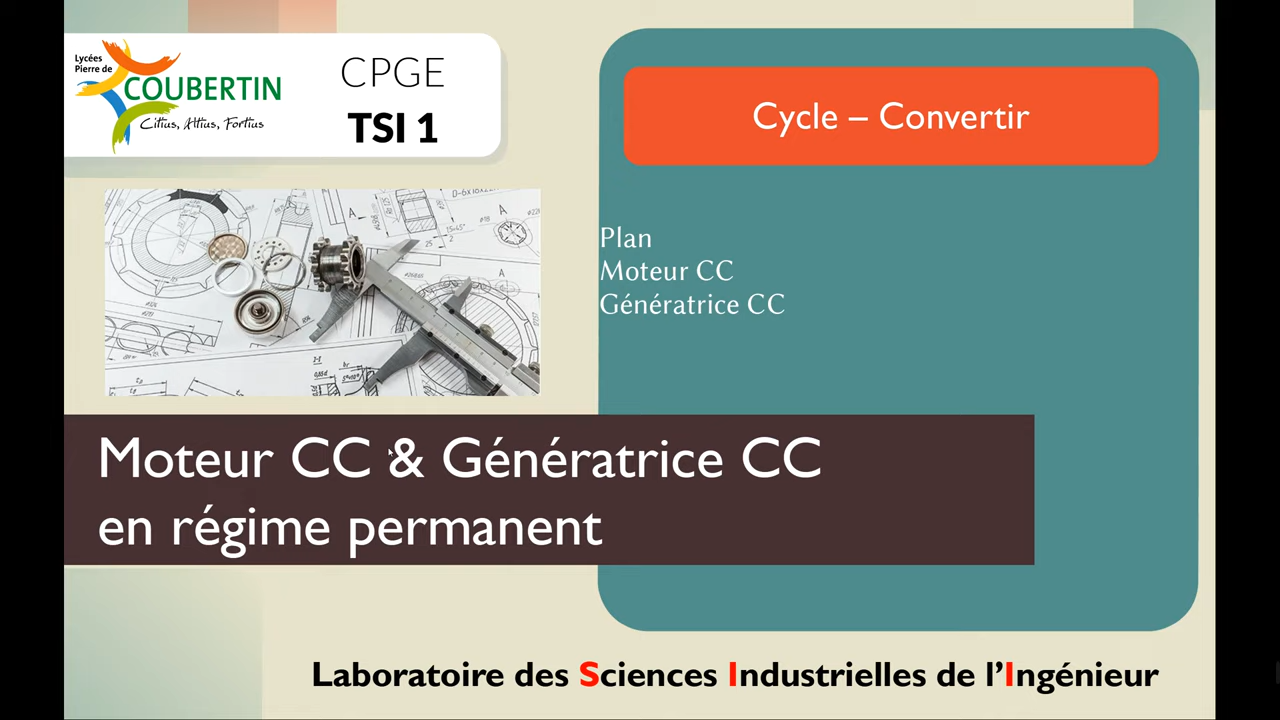 Lycées
Pierre de
COUBERTIN
Citius, Altius, Fortius
CPGE
TSI 1
Cycle – Convertir
Plan
Moteur CC
Génératrice CC
Moteur CC & Génératrice CC
en régime permanent
Laboratoire des Sciences Industrielles de l’Ingénieur